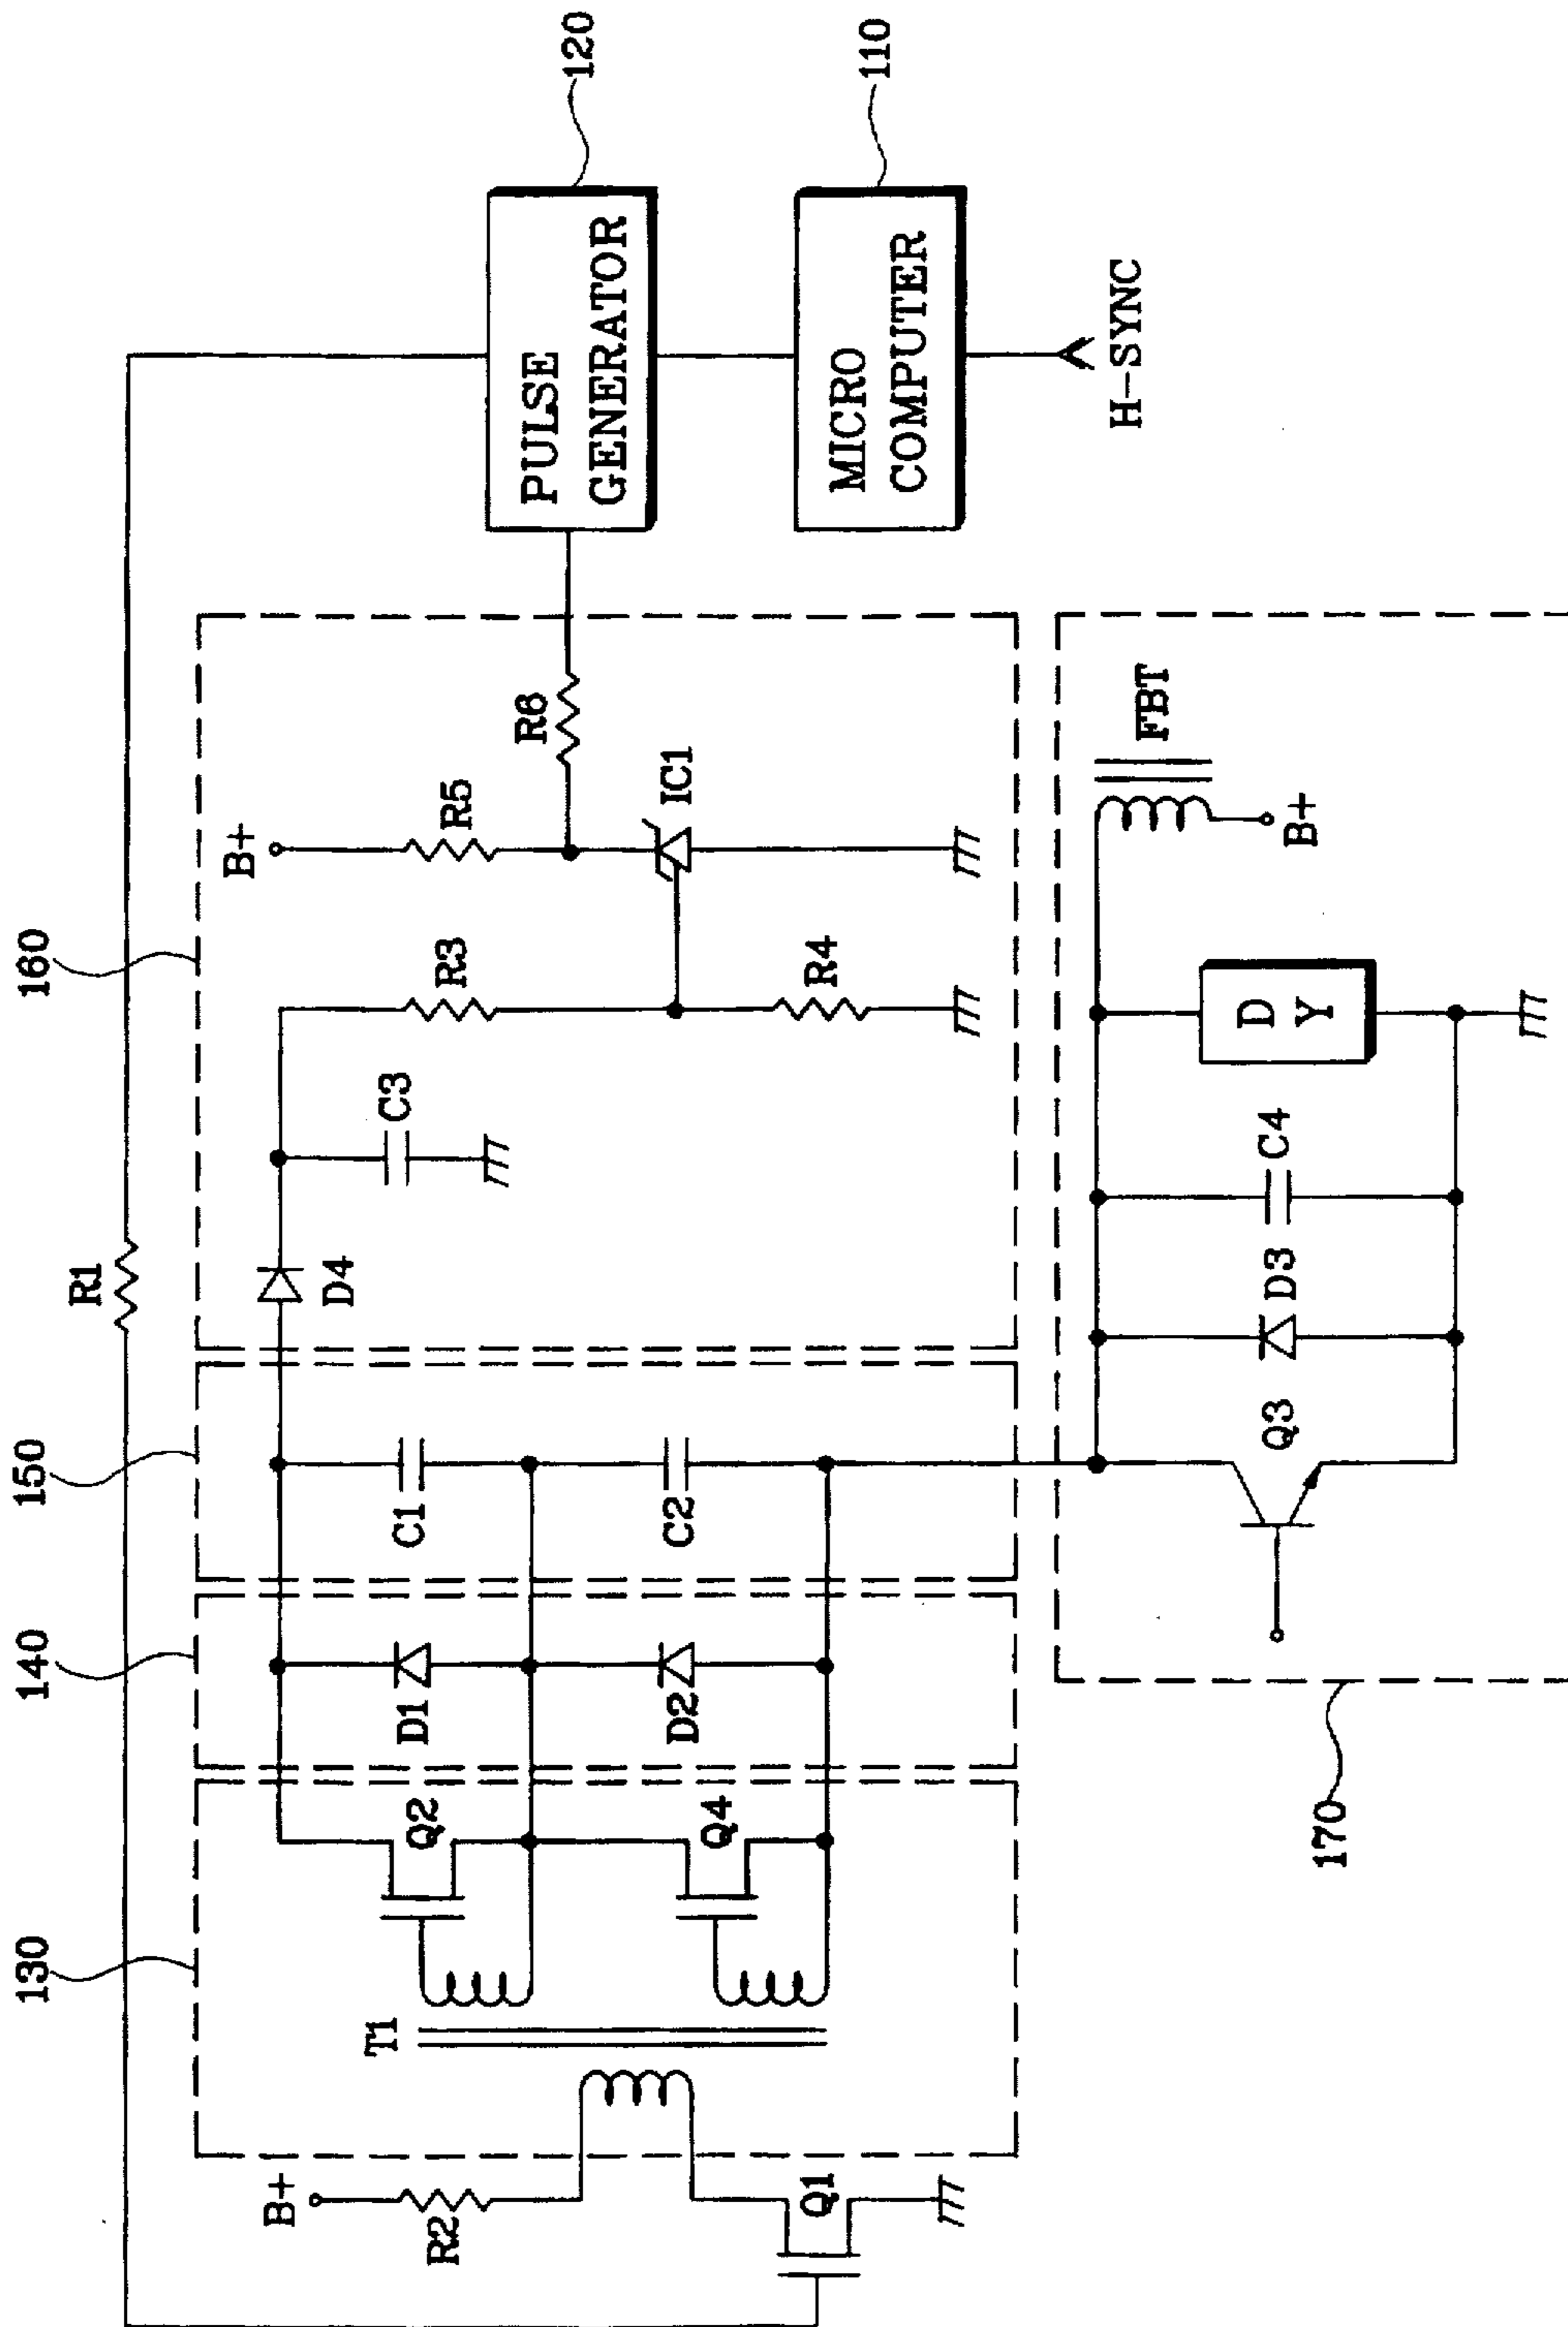 130
140
150
160
R1
120
110
B+
R2
Q1
T1
Q2
Q4
D1
D2
C1
C2
D4
C3
R3
R4
B+
R5
R6
IC1
PULSE
GENERATOR
MICRO
COMPUTER
H-SYNC
170
Q3
D3
C4
D
Y
FBT
B+